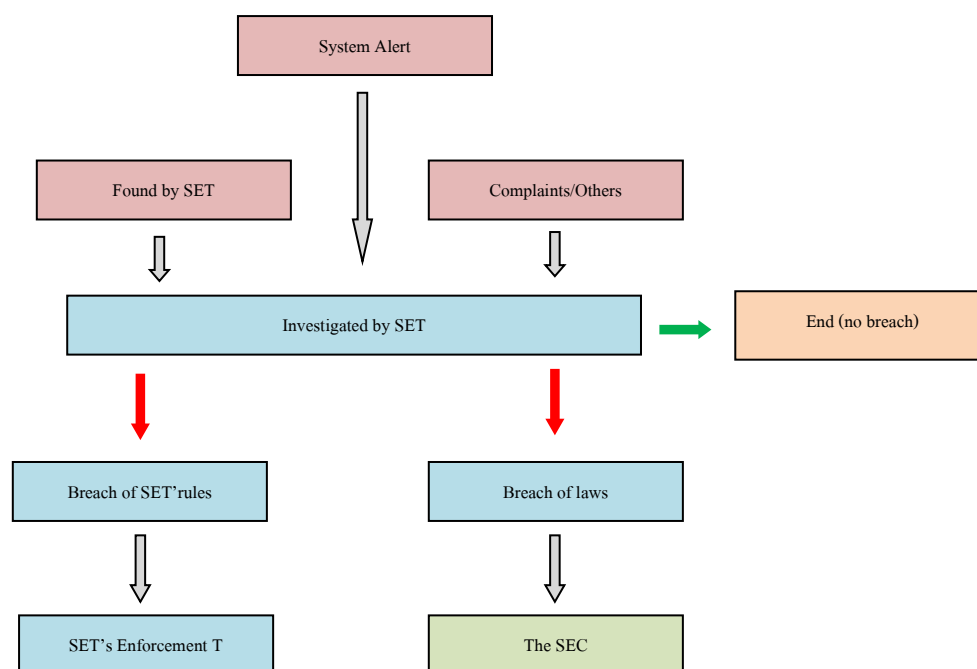 System Alert
Found by SET
Complaints/Others
Investigated by SET
End (no breach)
Breach of SET’rules
Breach of laws
SET’s Enforcement T
The SEC